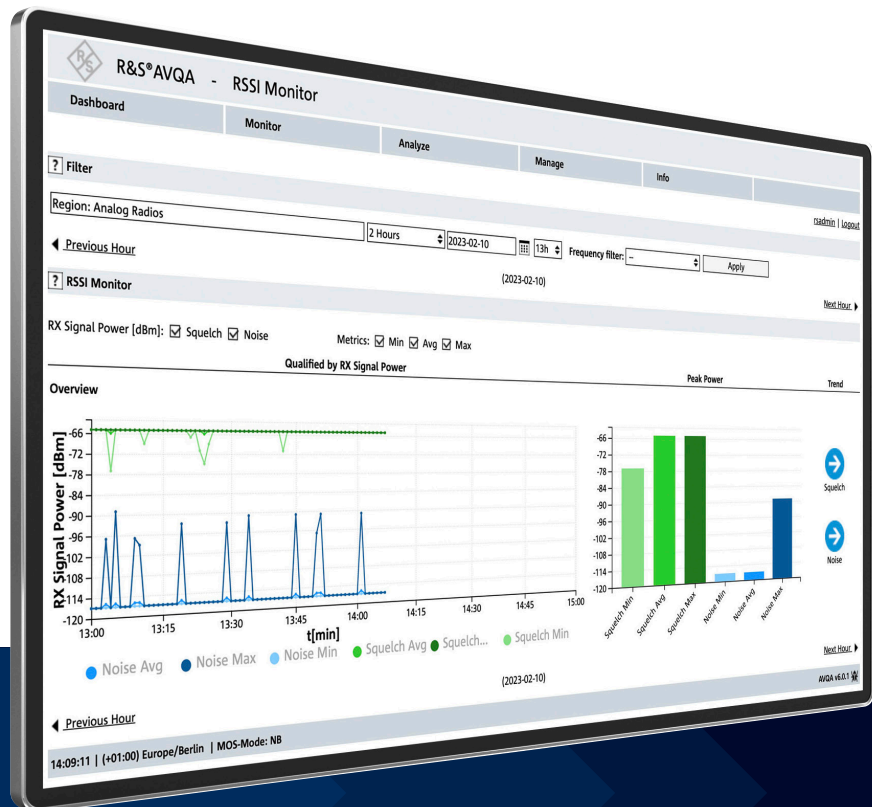 R&S
R&S®AVQA - RSSI Monitor
Dashboard Monitor Analyze Manage Info
rsadmin | Logout
? Filter
Region: Analog Radios 2 Hours 2023-02-10 13h Frequency filter: -- Apply
Previous Hour (2023-02-10) Next Hour
? RSSI Monitor
RX Signal Power [dBm]: Squelch Noise Metrics: Min Avg Max
Qualified by RX Signal Power Peak Power Trend
Overview
RX Signal Power [dBm]
-66
-72
-78
-84
-90
-96
-102
-108
-114
-120
13:00 13:15 13:30 13:45 14:00 14:15 14:30 14:45 15:00
t[min]
Noise Avg Noise Max Noise Min Squelch Avg Squelch... Squelch Min
-66
-72
-78
-84
-90
-96
-102
-108
-114
-120
Squelch Min Squelch Avg Squelch Max Noise Min Noise Avg Noise Max
Squelch
Noise
Previous Hour (2023-02-10) Next Hour
14:09:11 | (+01:00) Europe/Berlin | MOS-Mode: NB AVQA v6.0.1